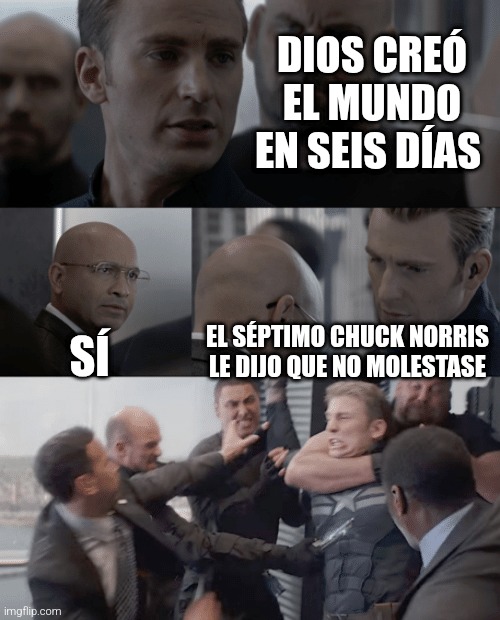 DIOS CREÓ
EL MUNDO
EN SEIS DÍAS
SÍ
EL SÉPTIMO CHUCK NORRIS
LE DIJO QUE NO MOLESTASE
imgflip.com